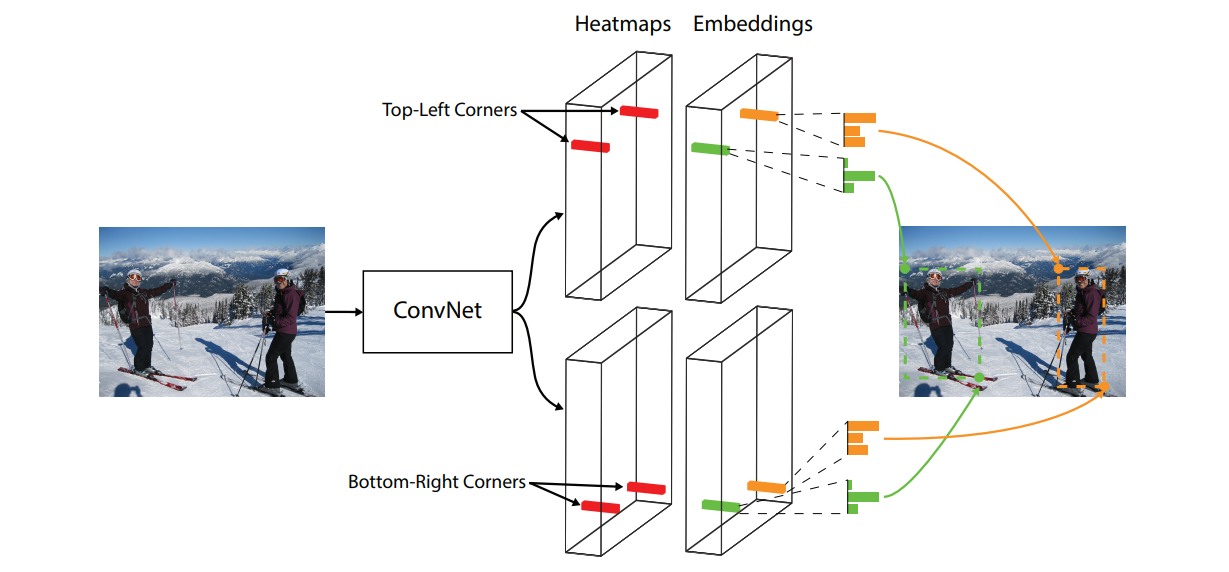 Heatmaps
Embeddings
Top-Left Corners
ConvNet
Bottom-Right Corners